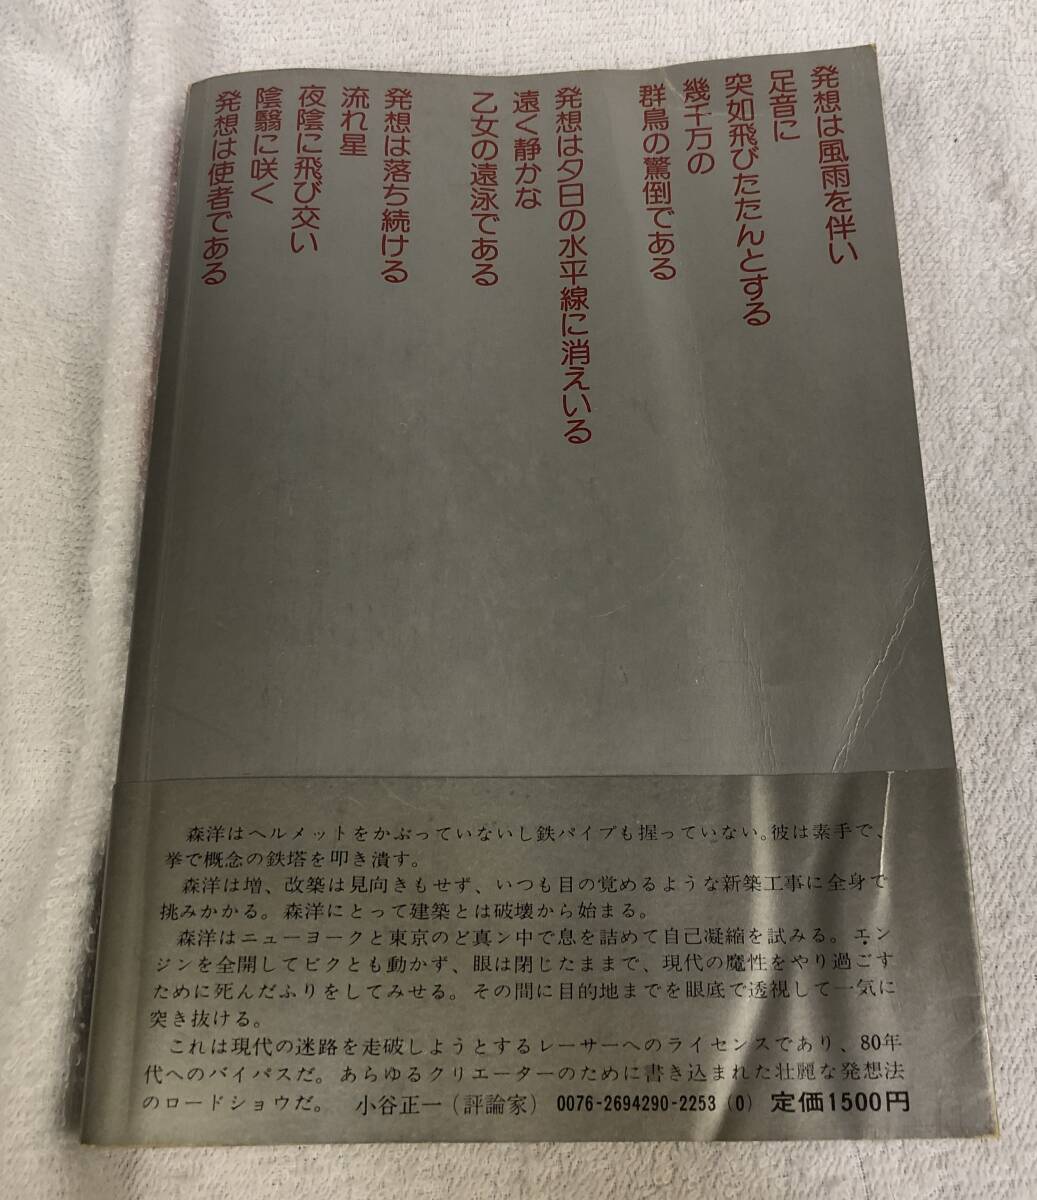 発想は風雨を伴い
足音に
突如飛びたたんとする
幾千万の
群鳥の驚倒である
発想は夕日の水平線に消えいる
遠く静かな
乙女の遠泳である
発想は落ち続ける
流れ星
夜陰に飛び交い
陰翳に咲く
発想は使者である
森洋はヘルメットをかぶっていないし鉄パイプも握っていない。彼は素手で、
拳で概念の鉄塔を叩き潰す。
森洋は増、改築は見向きもせず、いつも目の覚めるような新築工事に全身で
挑みかかる。森洋にとって建築とは破壊から始まる。
森洋はニューヨークと東京のど真ン中で息を詰めて自己凝縮を試みる。エン
ジンを全開してビクとも動かず、眼は閉じたままで、現代の魔性をやり過ごす
ために死んだふりをしてみせる。その間に目的地までを眼底で透視して一気に
突き抜ける。
これは現代の迷路を走破しようとするレーサーへのライセンスであり、80年
代へのバイパスだ。あらゆるクリエーターのために書き込まれた壮麗な発想法
のロードショウだ。 小谷正一（評論家） 0076-2694290-2253（0） 定価1500円